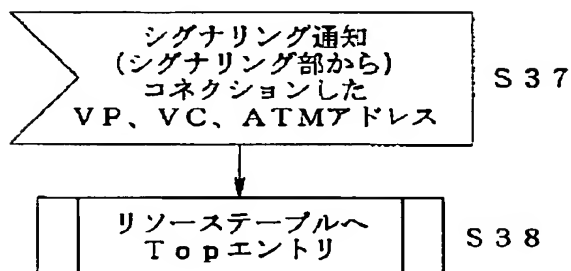 シグナリング通知
(シグナリング部から)
コネクションした
VP、VC、ATMアドレス
S37
リソーステーブルへ
Topエントリ
S38